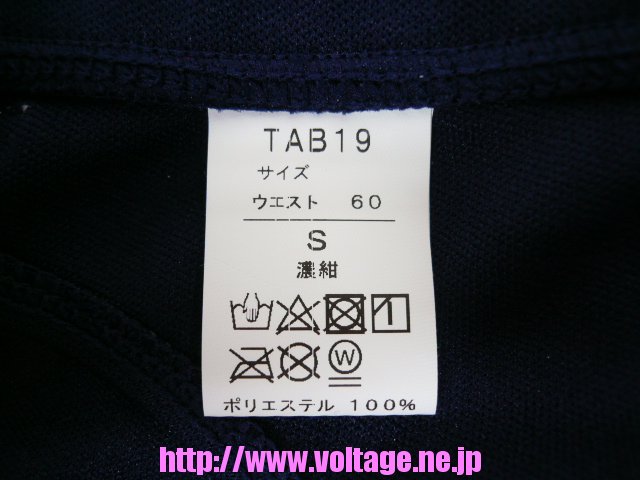 TAB19
サイズ
ウエスト 60
S
濃紺
W
ポリエステル 100%
http://www.voltage.ne.jp